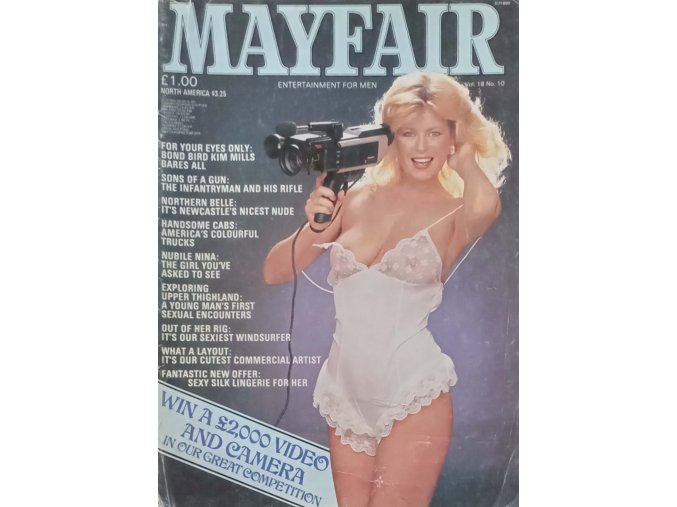 MAYFAIR
£1.00
ENTERTAINMENT FOR MEN
Vol. 18 No. 10
NORTH AMERICA $3.25
FOR YOUR EYES ONLY:
BOND BIRD KIM MILLS
BARES ALL
SONS OF A GUN:
THE INFANTRYMAN AND HIS RIFLE
NORTHERN BELLE:
IT'S NEWCASTLE'S NICEST NUDE
HANDSOME CABS:
AMERICA'S COLOURFUL
TRUCKS
NUBILE NINA:
THE GIRL YOU'VE
ASKED TO SEE
EXPLORING
UPPER THIGHLAND:
A YOUNG MAN'S FIRST
SEXUAL ENCOUNTERS
OUT OF HER RIG:
IT'S OUR SEXIEST WINDSURFER
WHAT A LAYOUT:
IT'S OUR CUTEST COMMERCIAL ARTIST
FANTASTIC NEW OFFER:
SEXY SILK LINGERIE FOR HER
WIN A £2,000 VIDEO
AND CAMERA
IN OUR GREAT COMPETITION